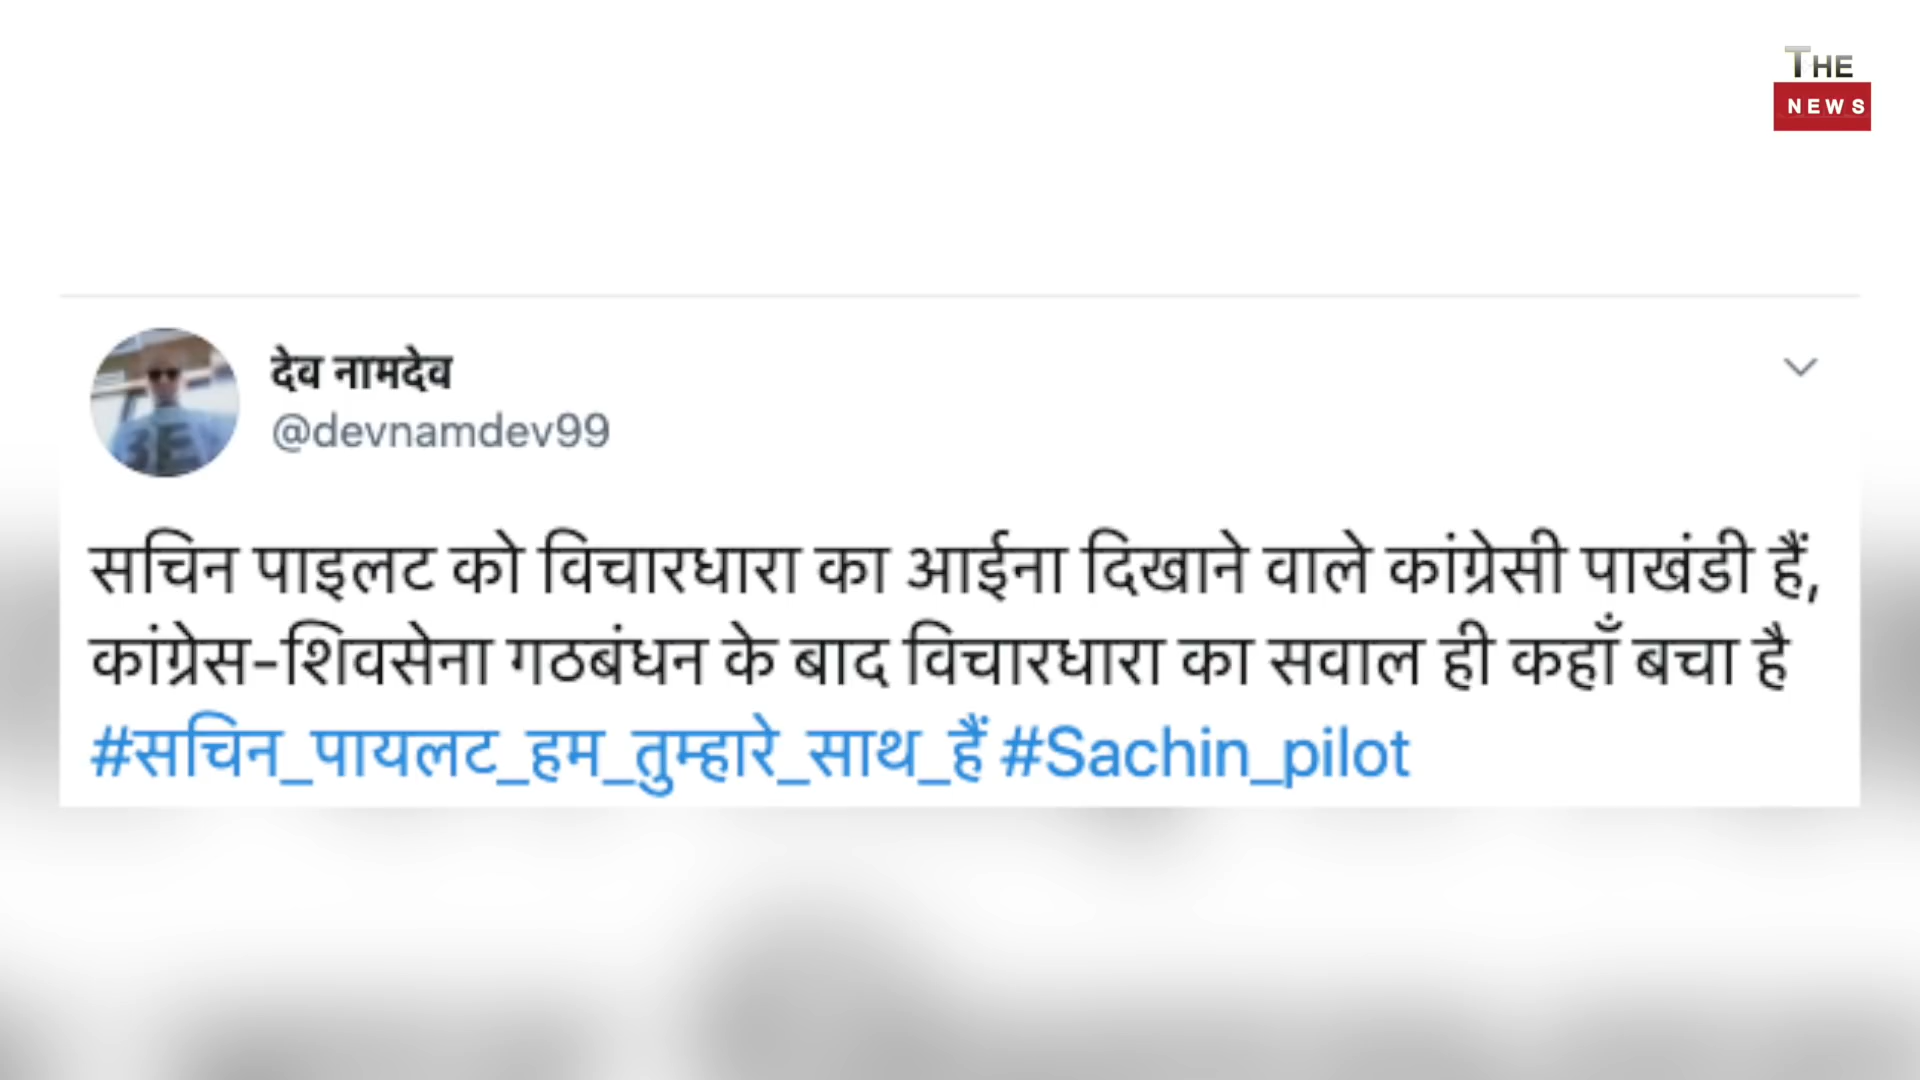 THE
NEWS
देव नामदेव
@devnamdev99
सचिन पाइलट को विचारधारा का आईना दिखाने वाले कांग्रेसी पाखंडी हैं,
कांग्रेस-शिवसेना गठबंधन के बाद विचारधारा का सवाल ही कहाँ बचा है
#सचिन_पायलट_हम_तुम्हारे_साथ_हैं #Sachin_pilot